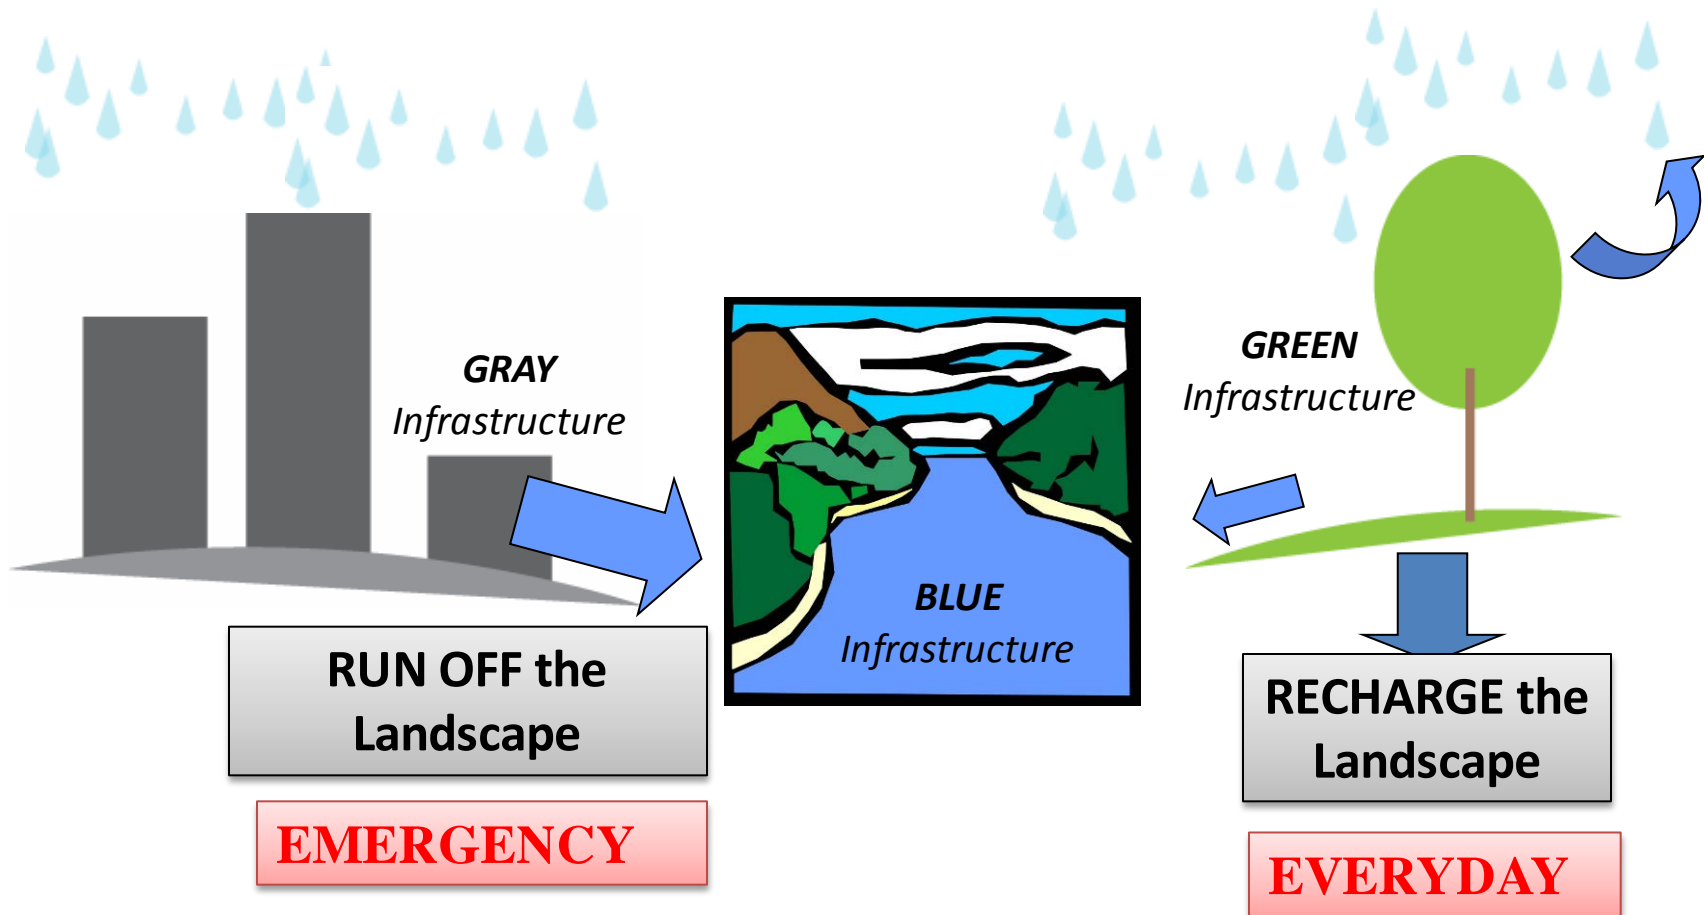 GRAY
Infrastructure
RUN OFF the
Landscape
EMERGENCY
BLUE
Infrastructure
GREEN
Infrastructure
RECHARGE the
Landscape
EVERYDAY